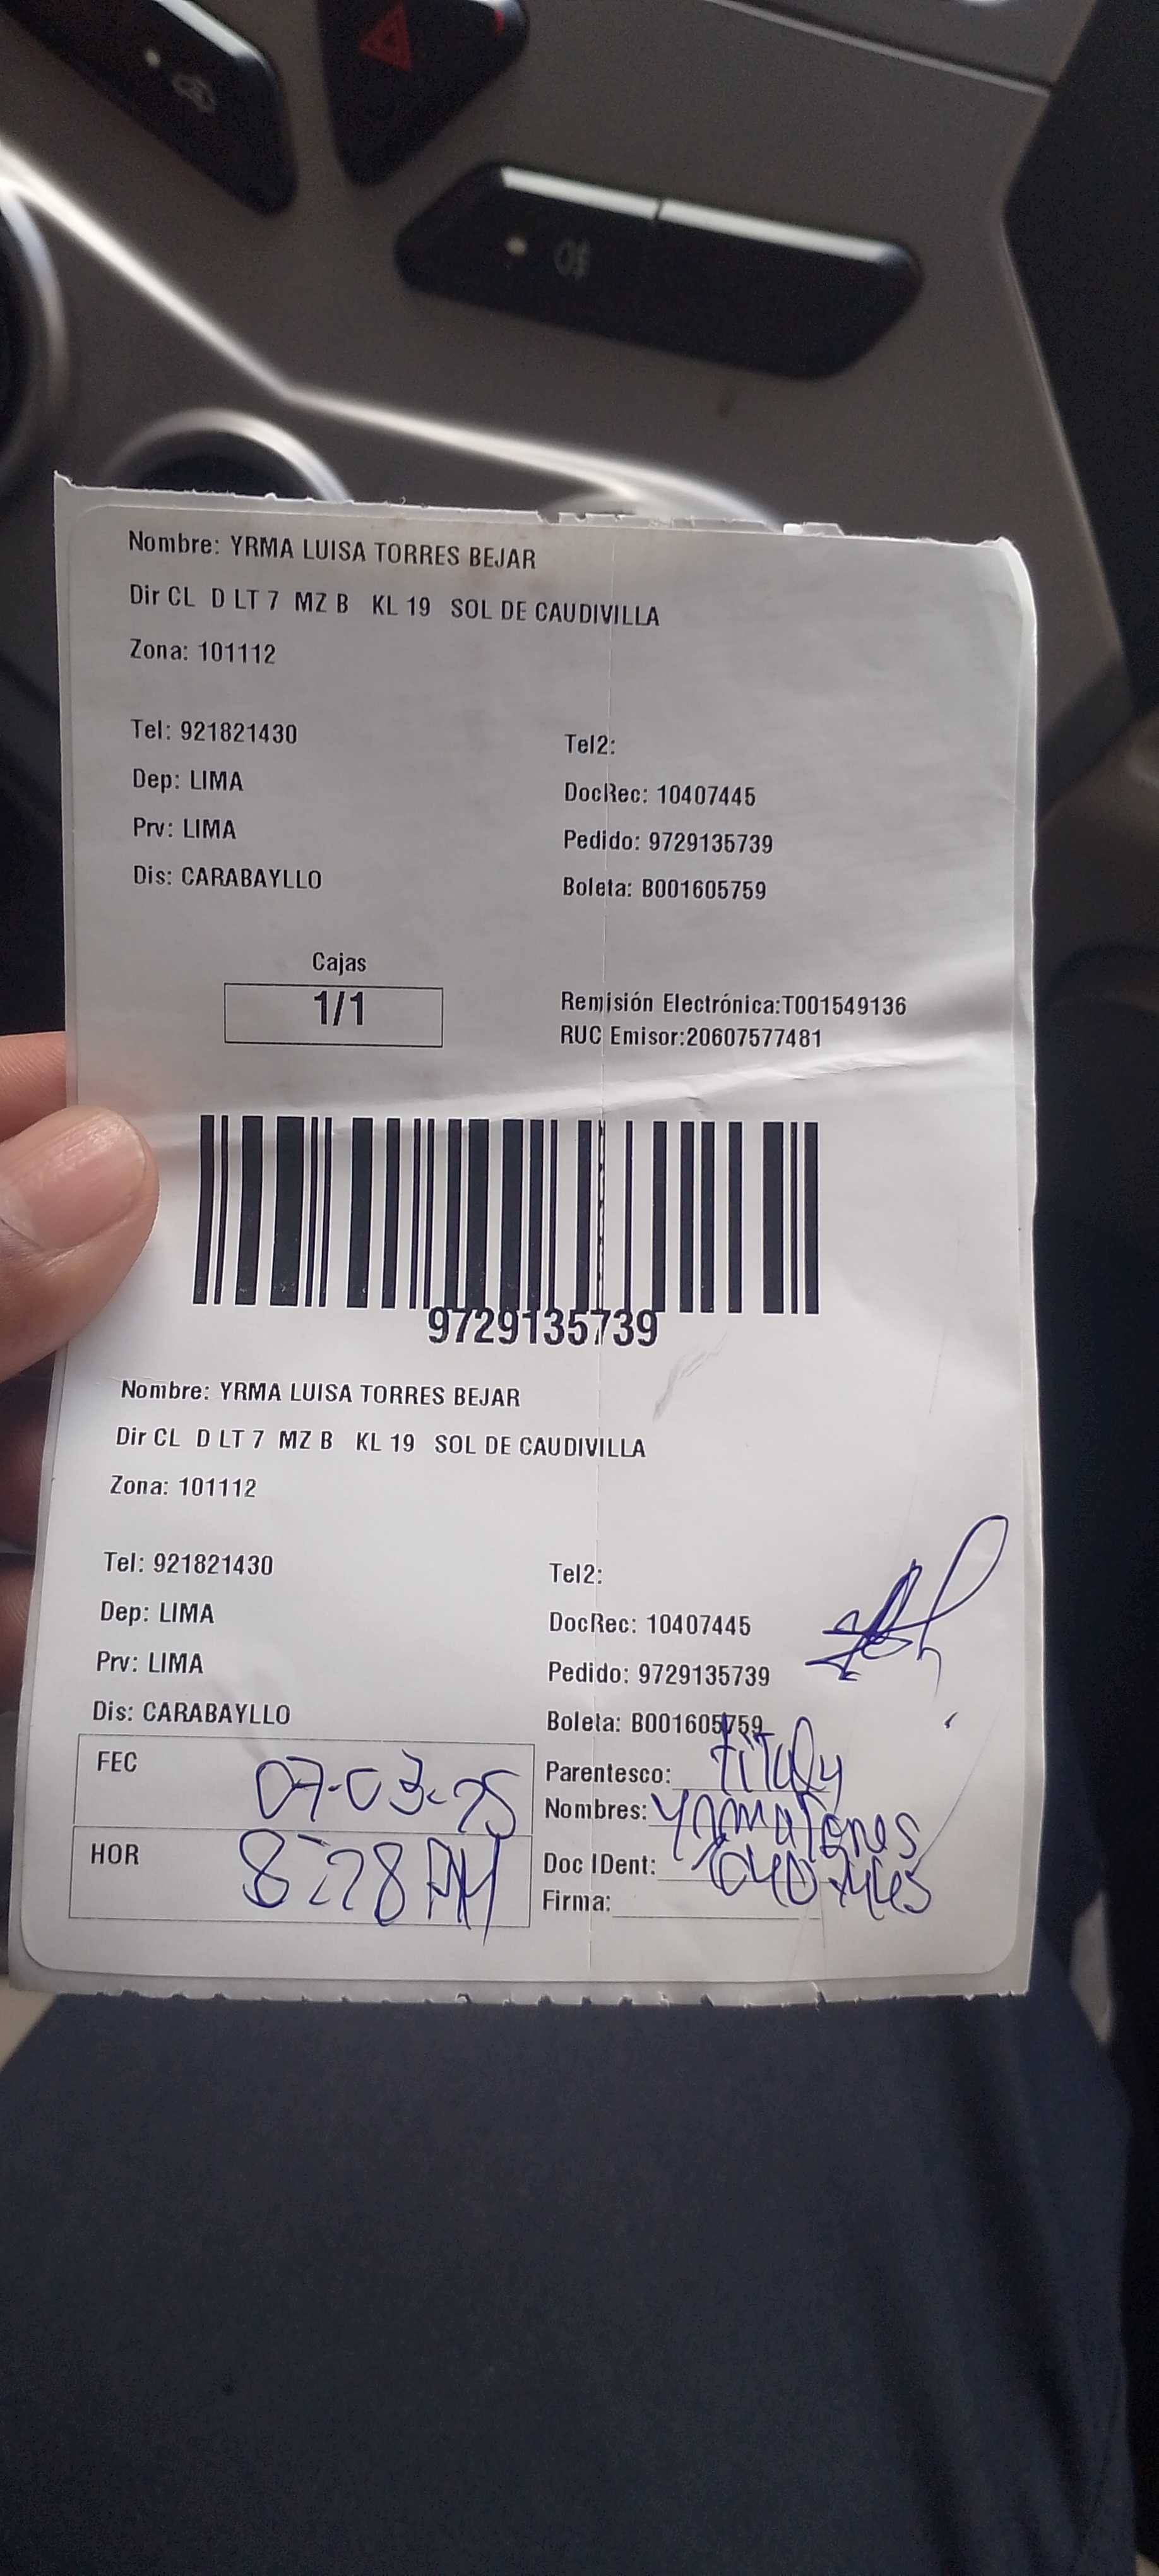 Nombre: YRMA LUISA TORRES BEJAR
Dir CL D LT 7 MZ B KL 19 SOL DE CAUDIVILLA
Zona: 101112
Tel: 921821430 Tel2:
Dep: LIMA DocRec: 10407445
Prv: LIMA Pedido: 9729135739
Dis: CARABAYLLO Boleta: B001605759
Cajas
1/1 Remisión Electrónica:T001549136
RUC Emisor:20607577481
9729135739
Nombre: YRMA LUISA TORRES BEJAR
Dir CL D LT 7 MZ B KL 19 SOL DE CAUDIVILLA
Zona: 101112
Tel: 921821430 Tel2:
Dep: LIMA DocRec: 10407445
Prv: LIMA Pedido: 9729135739
Dis: CARABAYLLO Boleta: B001605759
FEC 07-03-25 Parentesco:
Nombres:
HOR 8:28 PM Doc IDent:
Firma: